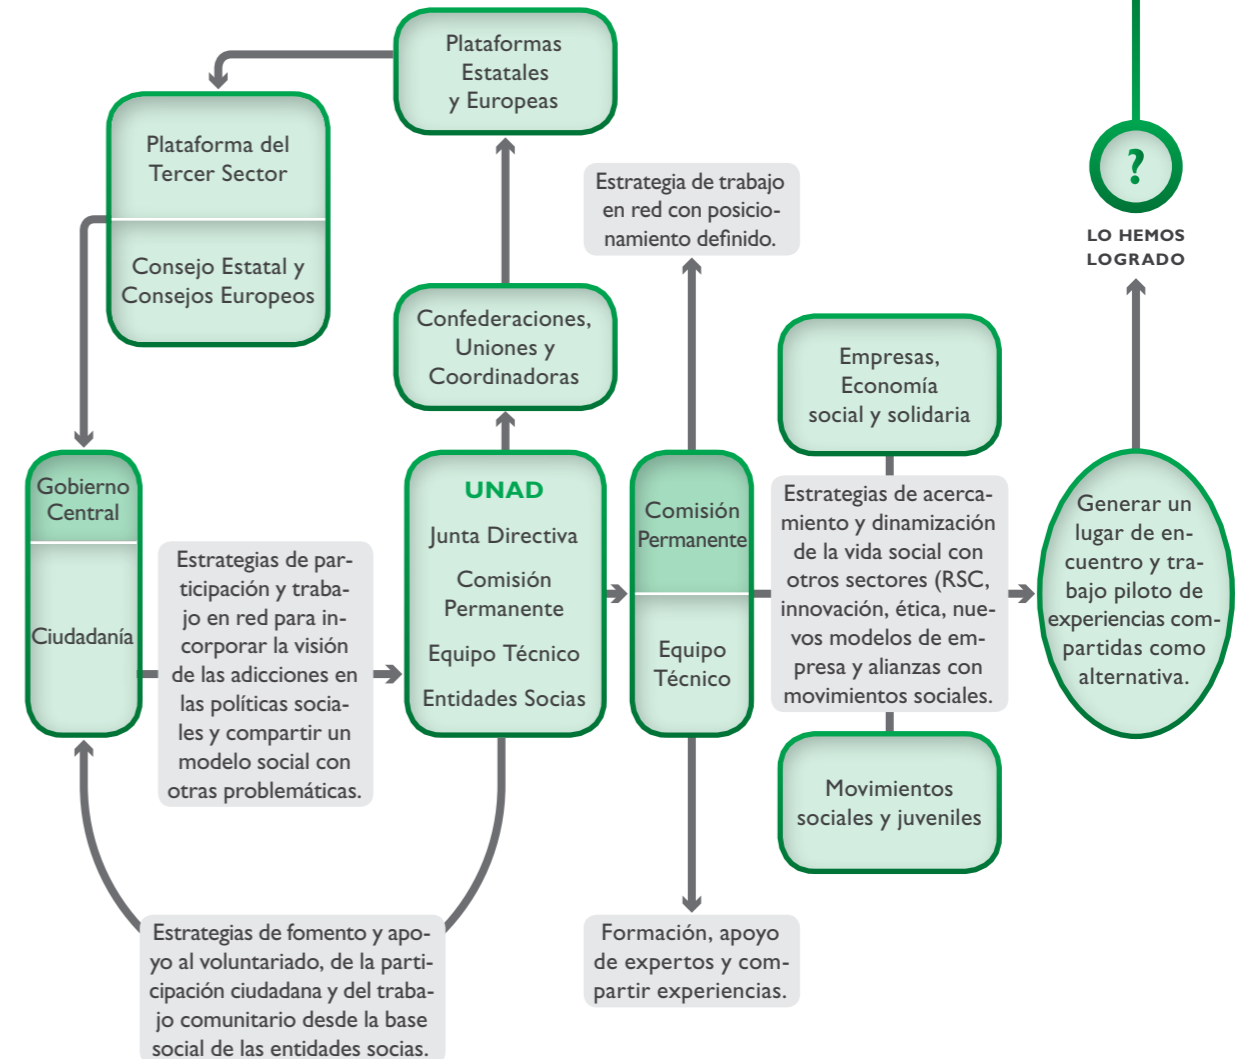 Plataformas
Estatales
y Europeas
Plataforma del
Tercer Sector
Consejo Estatal y
Consejos Europeos
Estrategia de trabajo
en red con posicio-
namiento definido.
?
LO HEMOS
LOGRADO
Confederaciones,
Uniones y
Coordinadoras
Empresas,
Economía
social y solidaria
Gobierno
Central
Ciudadanía
Estrategias de par-
ticipación y traba-
jo en red para in-
corporar la visión
de las adicciones en
las políticas socia-
les y compartir un
modelo social con
otras problemáticas.
UNAD
Junta Directiva
Comisión
Permanente
Equipo Técnico
Entidades Socias
Comisión
Permanente
Equipo
Técnico
Estrategias de acerca-
miento y dinamización
de la vida social con
otros sectores (RSC,
innovación, ética, nue-
vos modelos de em-
presa y alianzas con
movimientos sociales.
Generar un
lugar de en-
cuentro y tra-
bajo piloto de
experiencias com-
partidas como
alternativa.
Movimientos
sociales y juveniles
Estrategias de fomento y apo-
yo al voluntariado, de la parti-
cipación ciudadana y del traba-
jo comunitario desde la base
social de las entidades socias.
Formación, apoyo
de expertos y com-
partir experiencias.